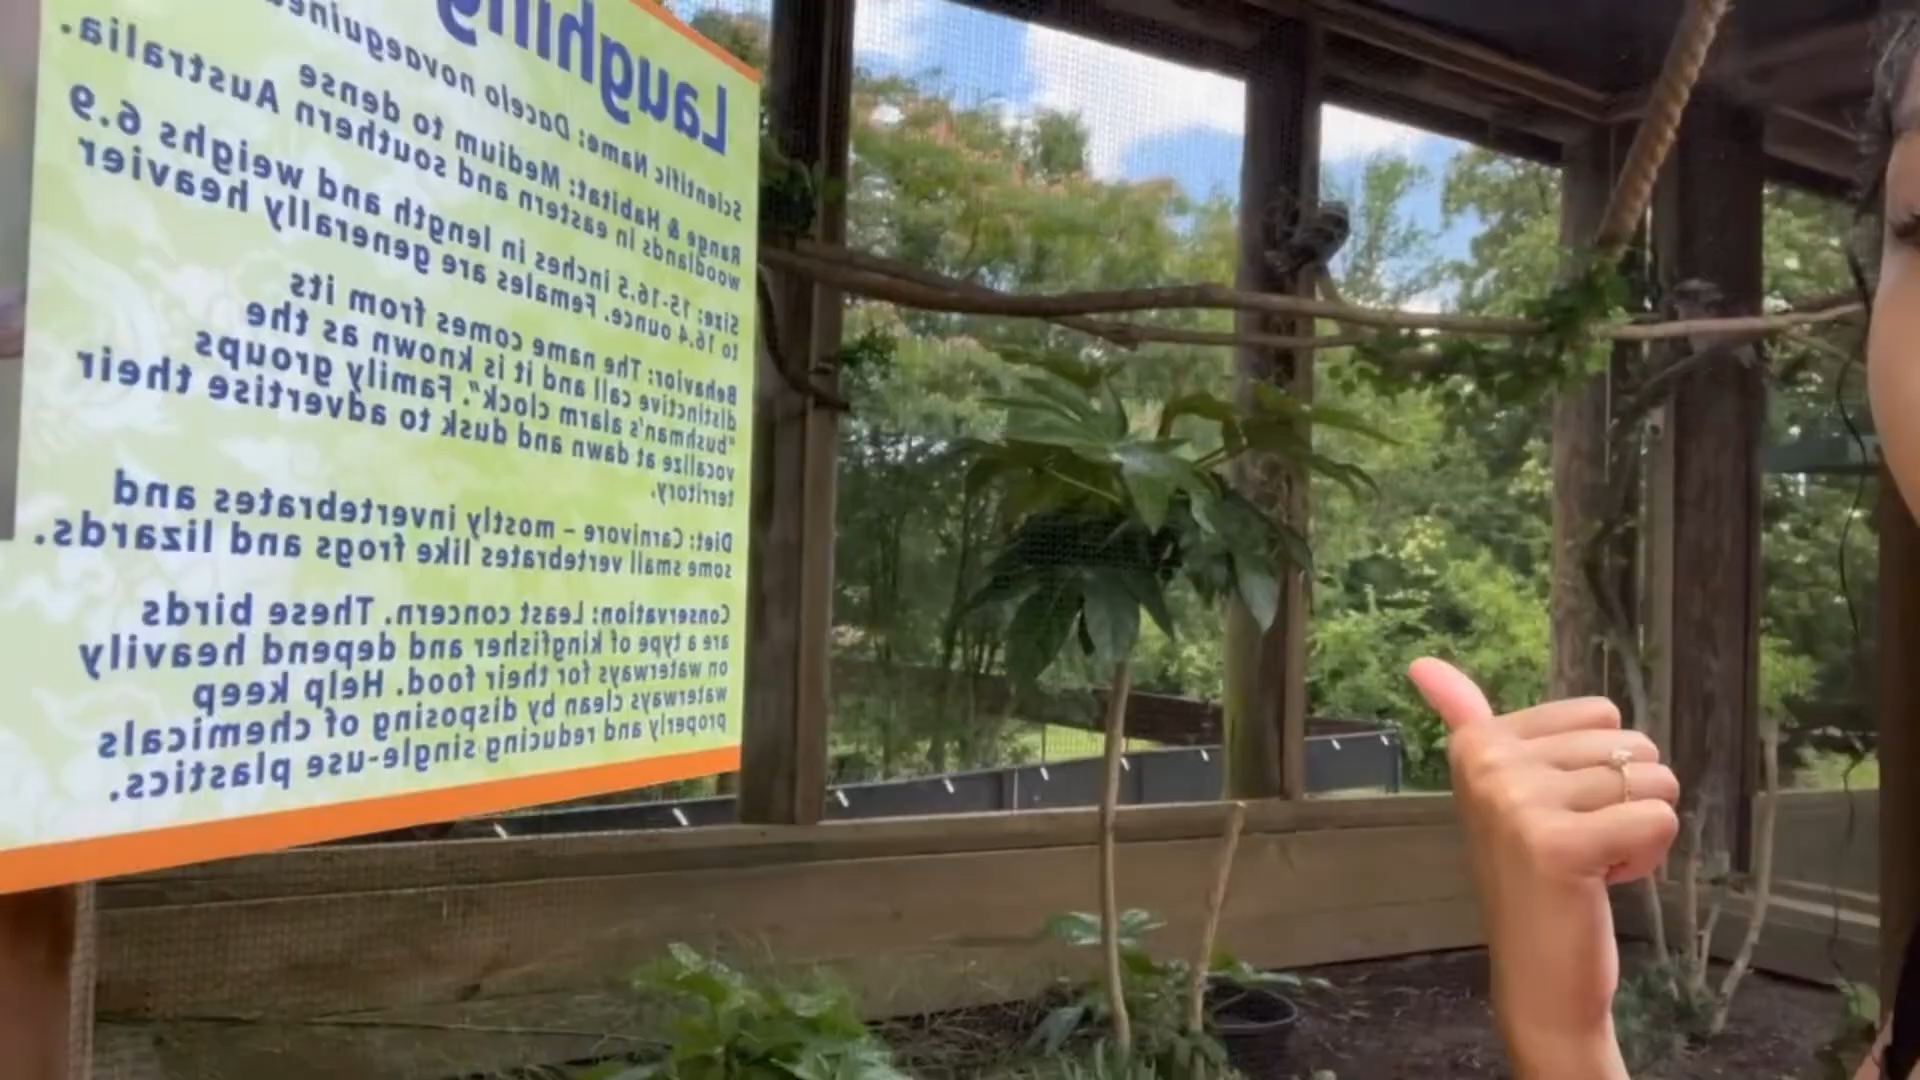 Laughing
Scientific Name: Dacelo novaeguineae
Range & Habitat: Medium to dense
woodlands in eastern and southern Australia.
Size: 15-16.5 inches in length and weighs 6.9
to 16.4 ounce. Females are generally heavier
Behavior: The name comes from its
distinctive call and it is known as the
"bushman's alarm clock". Family groups
vocalize at dawn and dusk to advertise their
territory.
Diet: Carnivore – mostly invertebrates and
some small vertebrates like frogs and lizards.
Conservation: Least concern. These birds
are a type of kingfisher and depend heavily
on waterways for their food. Help keep
waterways clean by disposing of chemicals
properly and reducing single-use plastics.